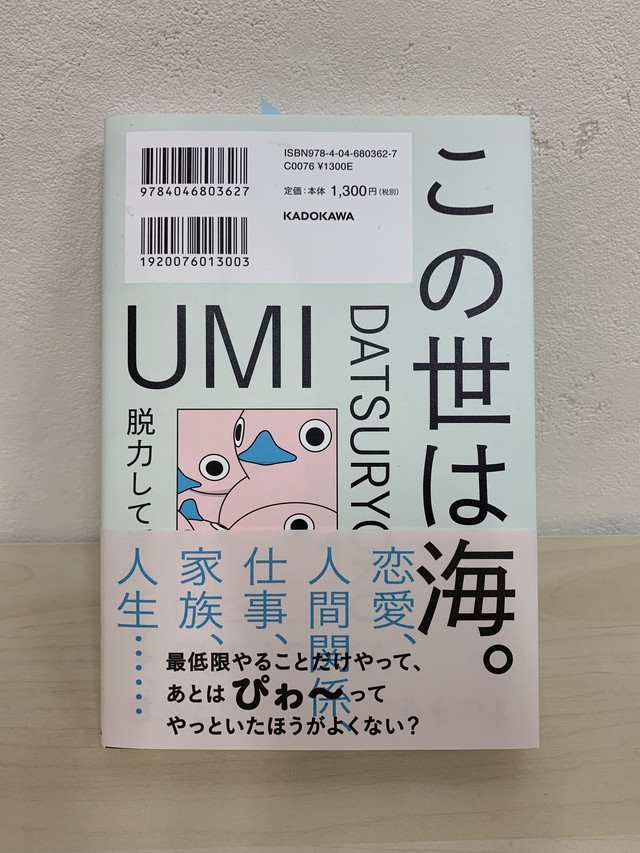 ISBN978-4-04-680362-7
C0076 ¥1300E
定価：本体 1,300円（税別）
KADOKAWA
9784046803627
1920076013003
この世は海。
UMI
DATSURYO
脱力して
恋愛、
人間関係、
仕事、
家族、
人生………
最低限やることだけやって、
あとは ぴゎ〜って
やっといたほうがよくない？